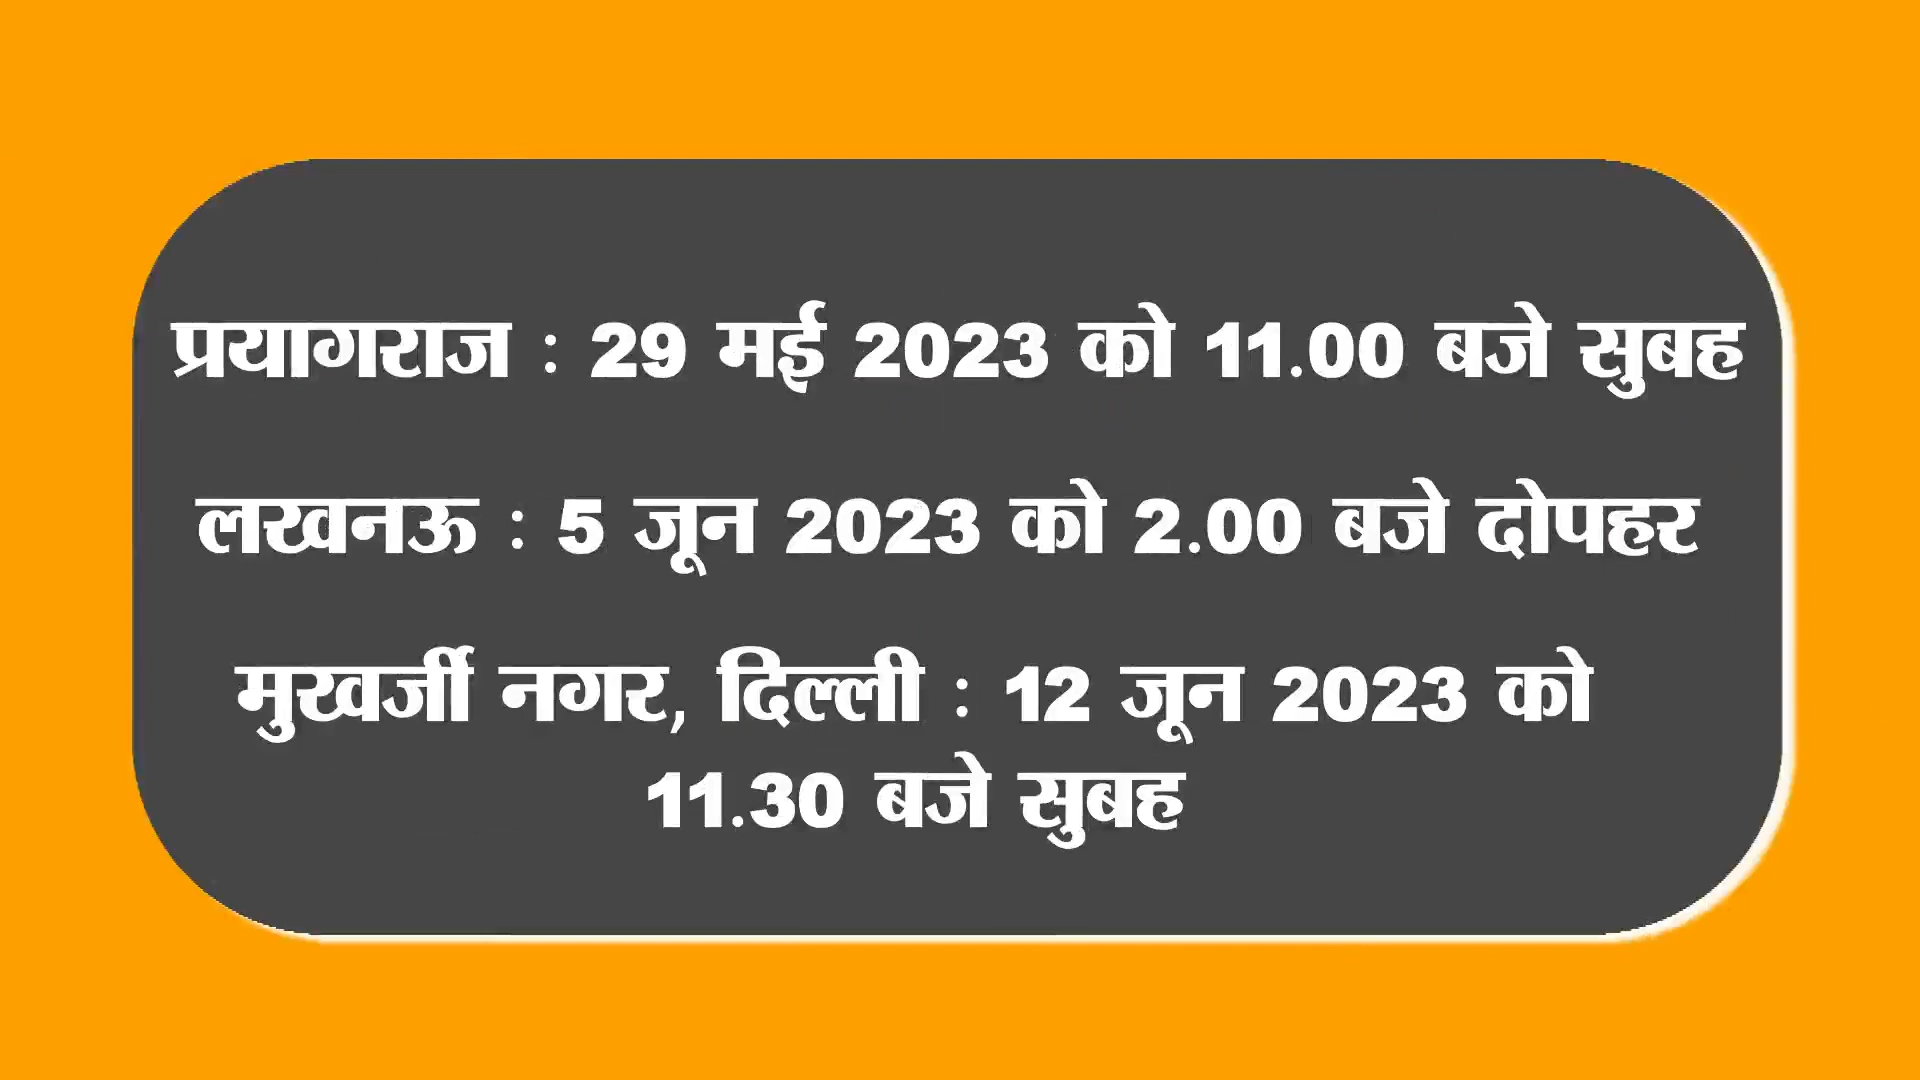 प्रयागराज : 29 मई 2023 को 11.00 बजे सुबह
लखनऊ : 5 जून 2023 को 2.00 बजे दोपहर
मुखर्जी नगर, दिल्ली : 12 जून 2023 को
11.30 बजे सुबह